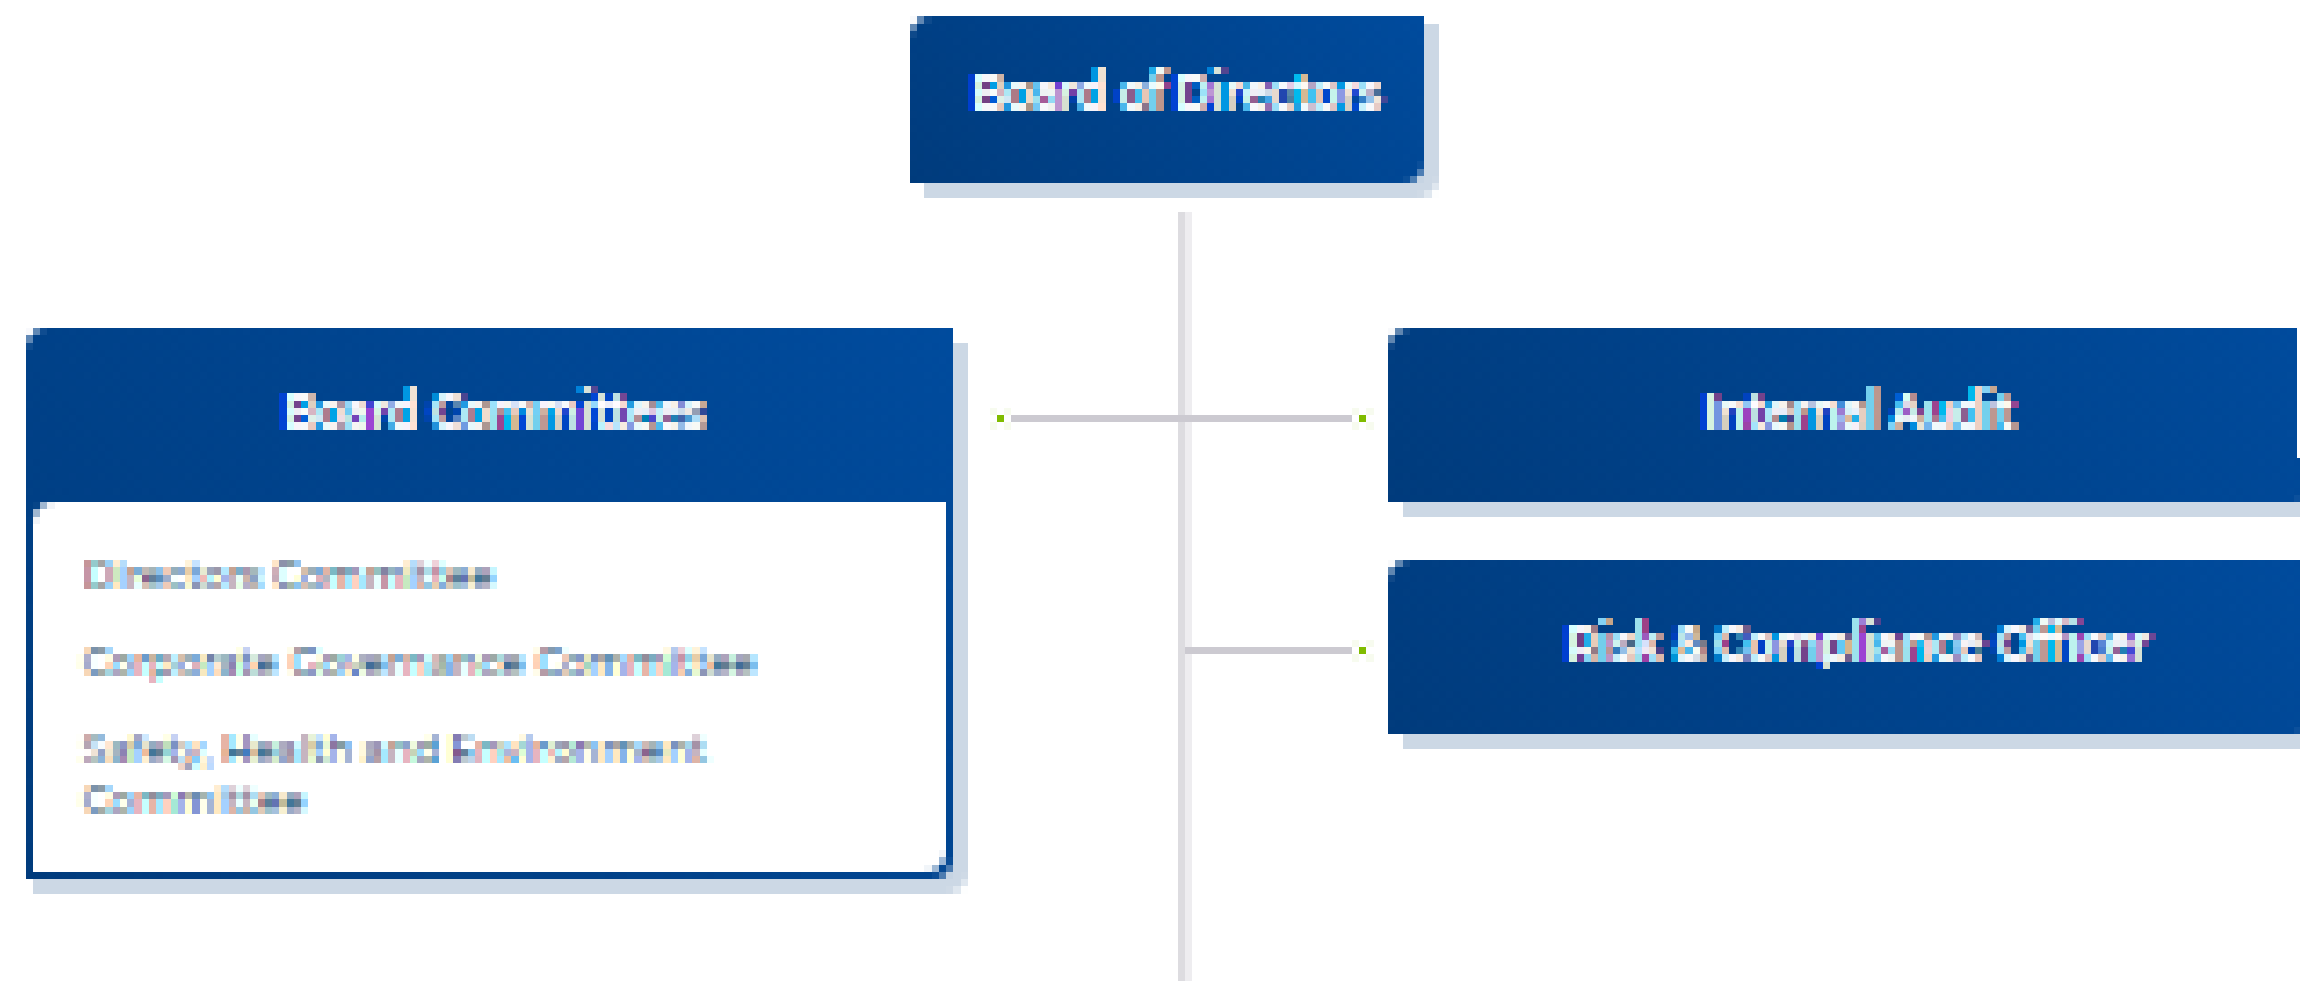 Board of Directors
Board Committees
Internal Audit
Directors Committee
Corporate Governance Committee
Safety, Health and Environment
Committee
Risk & Compliance Officer